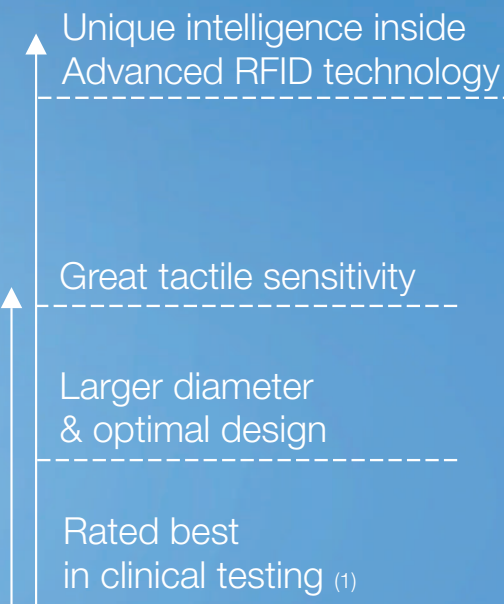 Unique intelligence inside
Advanced RFID technology
Great tactile sensitivity
Larger diameter
& optimal design
Rated best
in clinical testing (1)